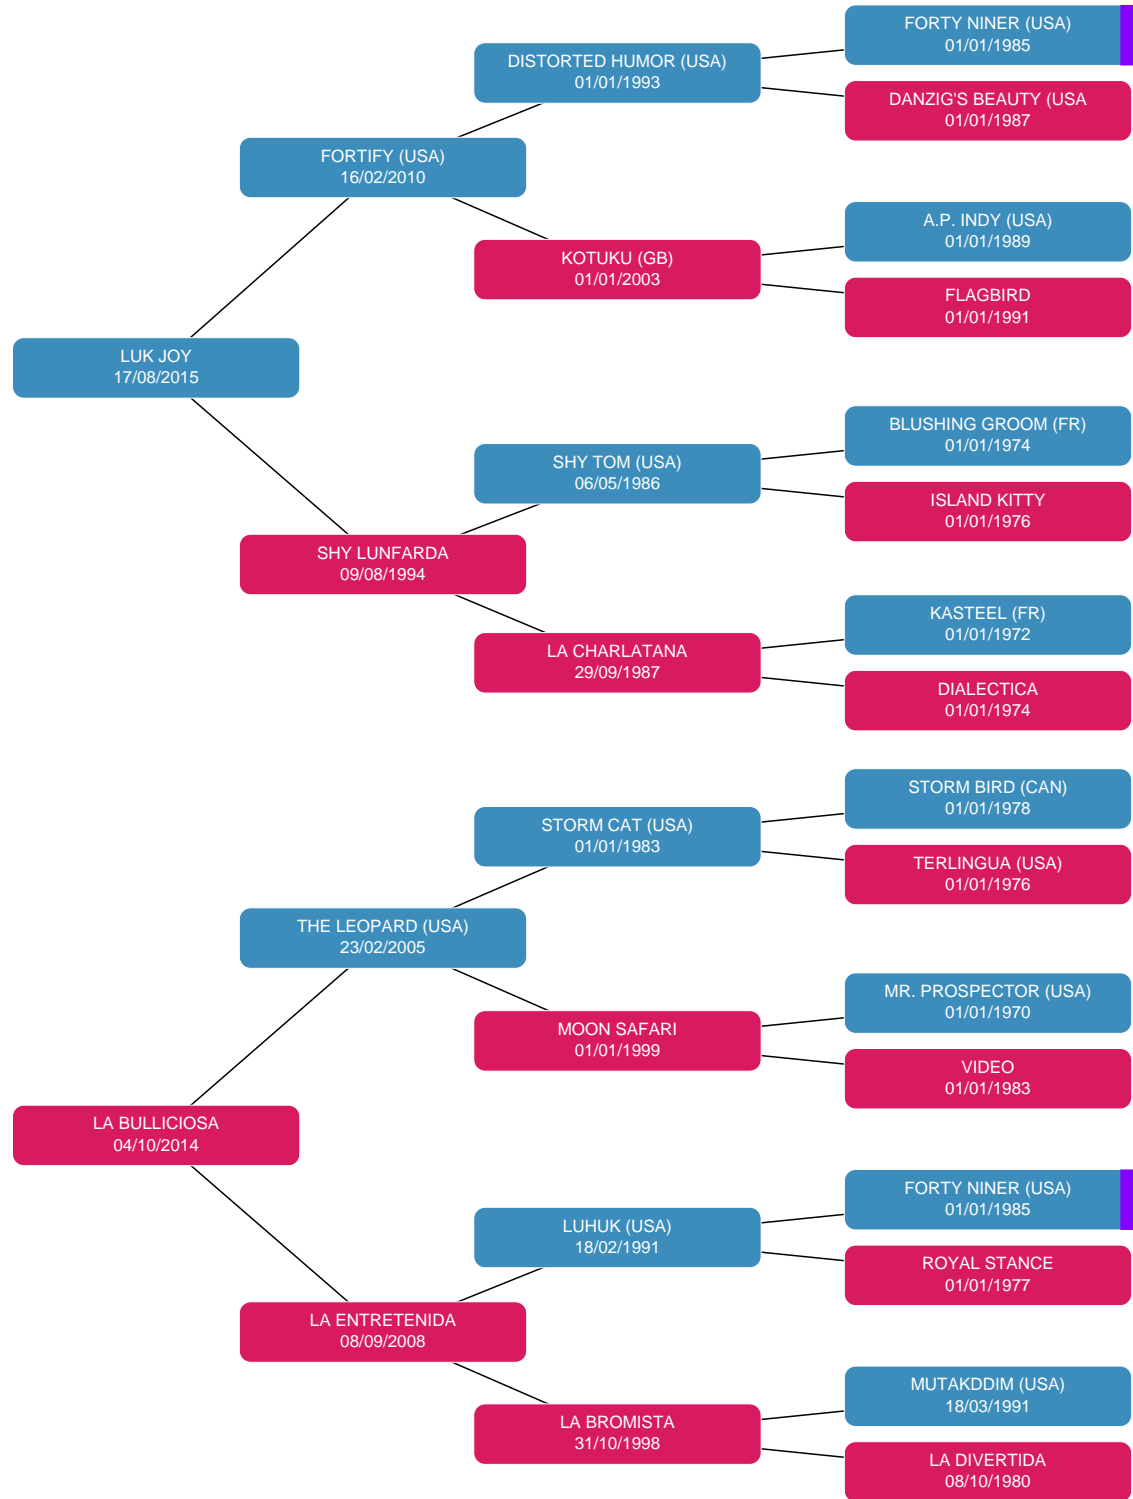 FORTY NINER (USA)
01/01/1985
DISTORTED HUMOR (USA)
01/01/1993
DANZIG'S BEAUTY (USA
01/01/1987
FORTIFY (USA)
16/02/2010
A.P. INDY (USA)
01/01/1989
KOTUKU (GB)
01/01/2003
FLAGBIRD
01/01/1991
LUK JOY
17/08/2015
BLUSHING GROOM (FR)
01/01/1974
SHY TOM (USA)
06/05/1986
ISLAND KITTY
01/01/1976
SHY LUNFARDA
09/08/1994
KASTEEL (FR)
01/01/1972
LA CHARLATANA
29/09/1987
DIALECTICA
01/01/1974
STORM BIRD (CAN)
01/01/1978
STORM CAT (USA)
01/01/1983
TERLINGUA (USA)
01/01/1976
THE LEOPARD (USA)
23/02/2005
MR. PROSPECTOR (USA)
01/01/1970
MOON SAFARI
01/01/1999
VIDEO
01/01/1983
LA BULLICIOSA
04/10/2014
FORTY NINER (USA)
01/01/1985
LUHUK (USA)
18/02/1991
ROYAL STANCE
01/01/1977
LA ENTRETENIDA
08/09/2008
MUTAKDDIM (USA)
18/03/1991
LA BROMISTA
31/10/1998
LA DIVERTIDA
08/10/1980